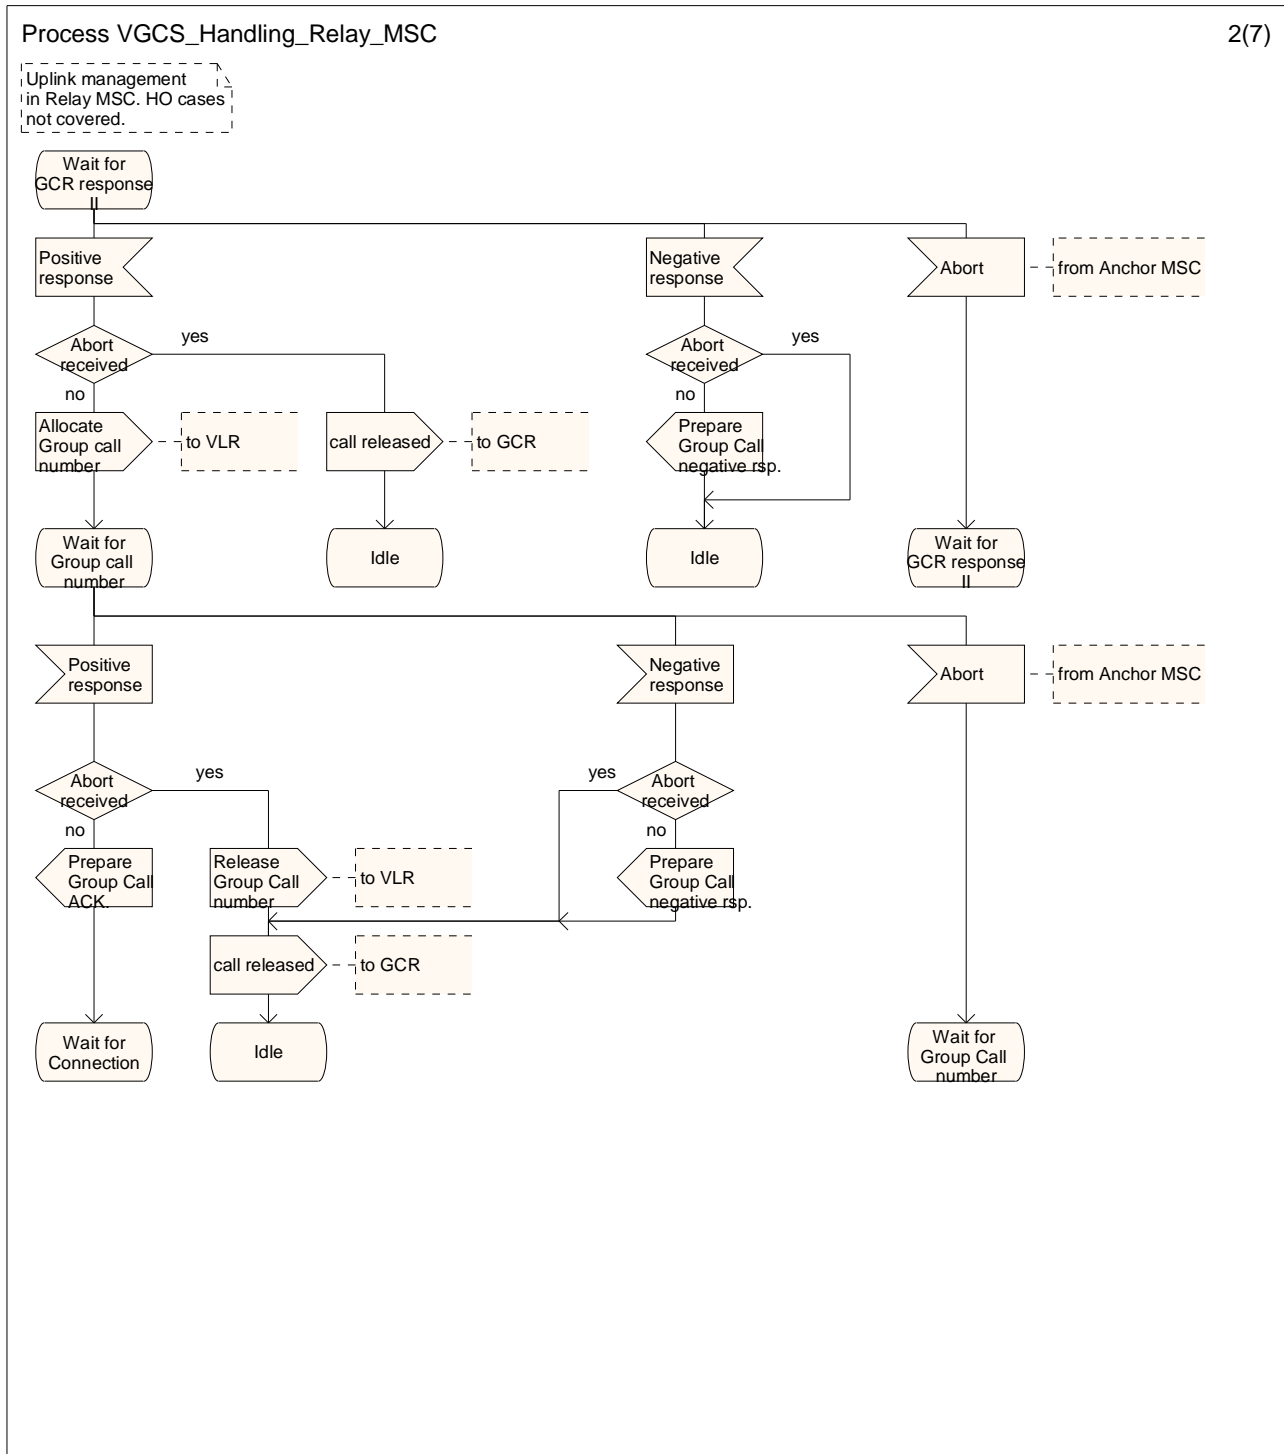 Process VGCS_Handling_Relay_MSC
2(7)
Uplink management
in Relay MSC. HO cases
not covered.
Wait for
GCR response
II
Positive
response
Negative
response
Abort
from Anchor MSC
Abort
received
yes
no
Abort
received
yes
no
Allocate
Group call
number
to VLR
call released
to GCR
Prepare
Group Call
negative rsp.
Wait for
Group call
number
Idle
Idle
Wait for
GCR response
II
Positive
response
Negative
response
Abort
from Anchor MSC
Abort
received
yes
no
yes
Abort
received
no
Prepare
Group Call
ACK.
Release
Group Call
number
to VLR
Prepare
Group Call
negative rsp.
call released
to GCR
Wait for
Connection
Idle
Wait for
Group Call
number